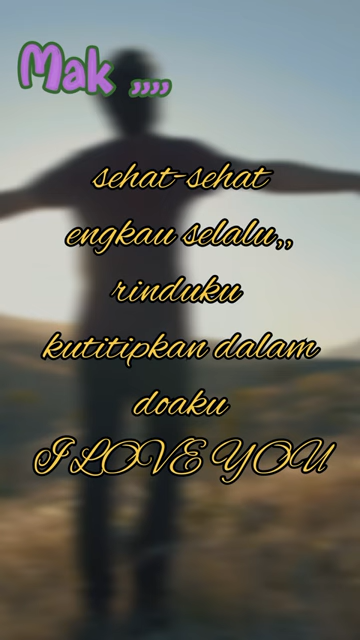 Mak ,,,,
sehat-sehat
engkau selalu,,
rinduku
kutitipkan dalam
doaku
I LOVE YOU